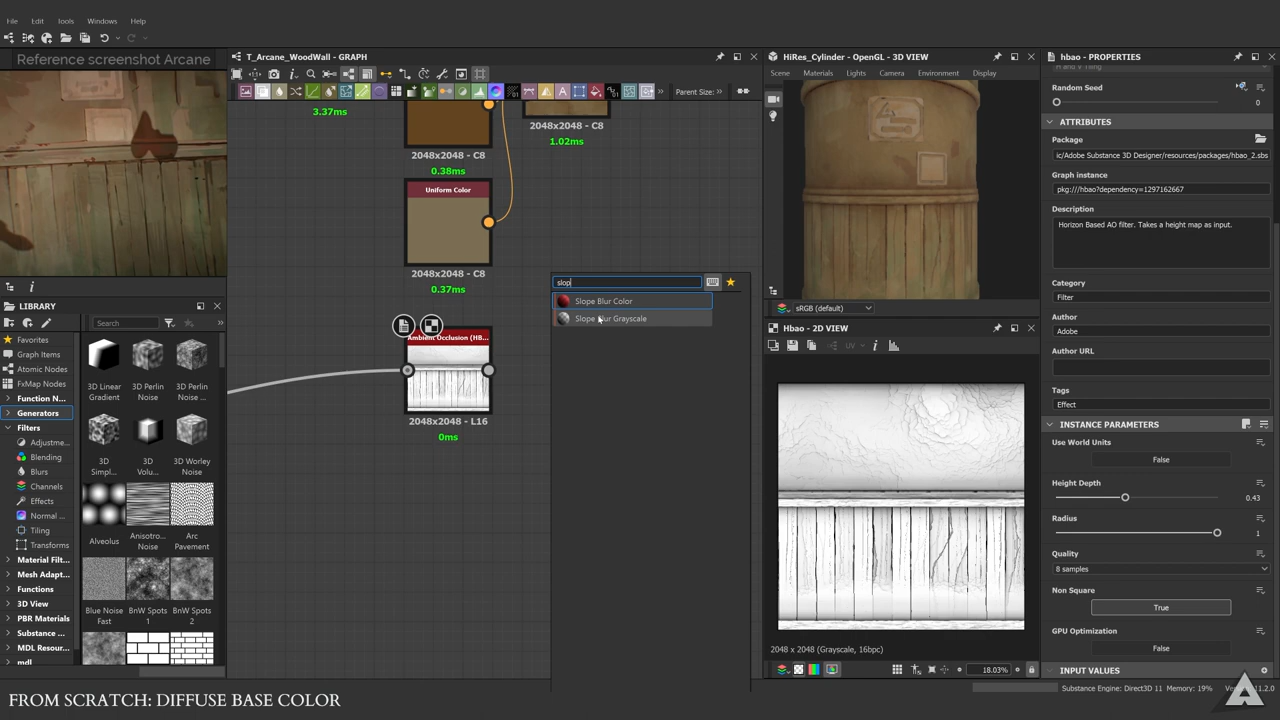 File Edit Tools Windows Help
Reference screenshot Arcane
T_Arcane_WoodWall - GRAPH
Parent Size:
3.37ms
2048x2048 - C8
0.38ms
2048x2048 - C8
1.02ms
Uniform Color
2048x2048 - C8
0.37ms
Ambient Occlusion (HB...
2048x2048 - L16
0ms
slop
Slope Blur Color
Slope Blur Grayscale
LIBRARY
Search
Favorites
Graph Items
Atomic Nodes
FxMap Nodes
Function N...
Generators
Filters
Adjustme...
Blending
Blurs
Channels
Effects
Normal ...
Tiling
Transforms
Material Filt...
Mesh Adapt...
Functions
3D View
PBR Materials
Substance ...
MDL Resour...
mdl
3D Linear Gradient
3D Perlin Noise
3D Perlin Noise ...
3D Simpl...
3D Volu...
3D Worley Noise
Alveolus
Anisotro... Noise
Arc Pavement
Blue Noise Fast
BnW Spots 1
BnW Spots 2
HiRes_Cylinder - OpenGL - 3D VIEW
Scene Materials Lights Camera Environment Display
sRGB (default)
Hbao - 2D VIEW
UV
2048 x 2048 (Grayscale, 16bpc)
18.03%
hbao - PROPERTIES
H and V Tiling
Random Seed
0
ATTRIBUTES
Package
ic/Adobe Substance 3D Designer/resources/packages/hbao_2.sbs
Graph instance
pkg:///hbao?dependency=1297162667
Description
Horizon Based AO filter. Takes a height map as input.
Category
Filter
Author
Adobe
Author URL
Tags
Effect
INSTANCE PARAMETERS
Use World Units
False
Height Depth
0.43
Radius
1
Quality
8 samples
Non Square
True
GPU Optimization
False
INPUT VALUES
Substance Engine: Direct3D 11 Memory: 19%
FROM SCRATCH: DIFFUSE BASE COLOR